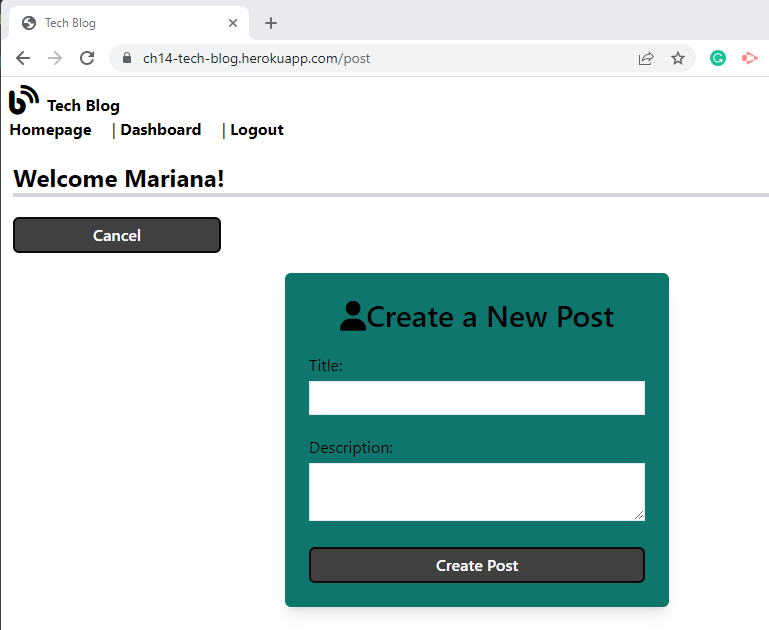 Tech Blog
ch14-tech-blog.herokuapp.com/post
G
Tech Blog
Homepage | Dashboard | Logout
Welcome Mariana!
Cancel
Create a New Post
Title:
Description:
Create Post